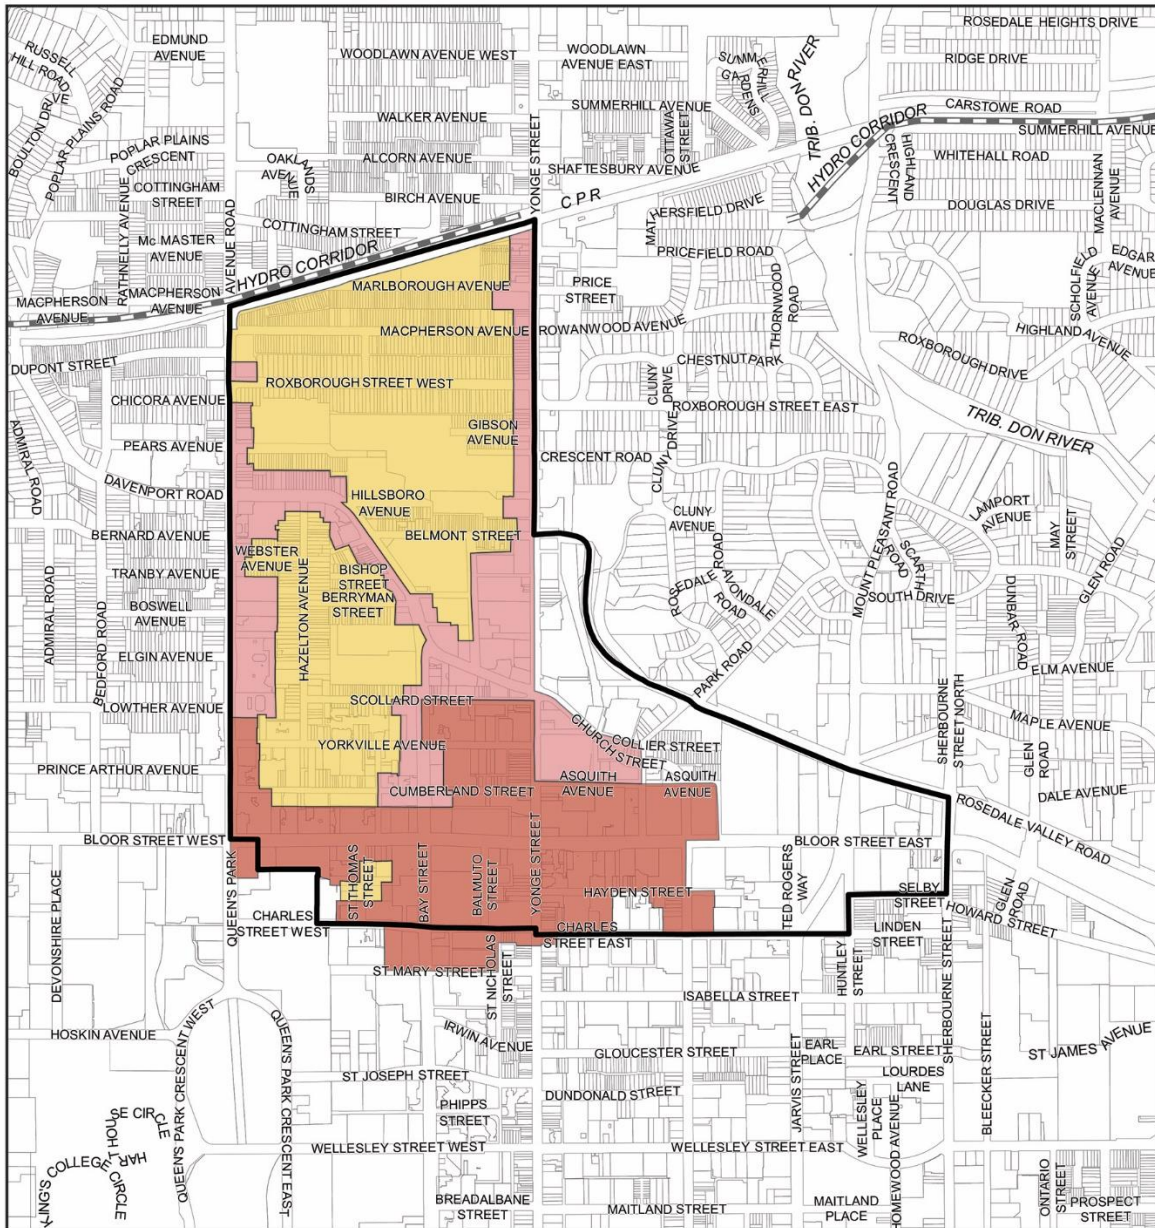 ROSEDALE HEIGHTS DRIVE
EDMUND
AVENUE
WOODLAWN AVENUE WEST
WOODLAWN
AVENUE EAST
RUSSELL
HILL ROAD
RIDGE DRIVE
SUMMERHILL
GARDENS
TRIB. DON RIVER
BOULTON DRIVE
POPLAR PLAINS ROAD
SUMMERHILL AVENUE
CARSTOWE ROAD
WALKER AVENUE
OTTAWA
STREET
HYDRO CORRIDOR
SUMMERHILL AVENUE
POPLAR PLAINS
CRESCENT
OAKLANDS
AVENUE
ALCORN AVENUE
YONGE STREET
SHAFTESBURY AVENUE
HIGHLAND
CRESCENT
WHITEHALL ROAD
MACLENNAN
AVENUE
RATHNELLY AVENUE
COTTINGHAM
STREET
BIRCH AVENUE
CPR
MAT
HERSFIELD DRIVE
DOUGLAS DRIVE
AVENUE ROAD
COTTINGHAM STREET
Mc MASTER
AVENUE
HYDRO CORRIDOR
PRICEFIELD ROAD
SCHOLFIELD
AVENUE
EDGAR
AVENUE
MACPHERSON
AVENUE
MACPHERSON
AVENUE
MARLBOROUGH AVENUE
PRICE
STREET
THORNWOOD
ROAD
MACPHERSON AVENUE
ROWANWOOD AVENUE
HIGHLAND AVENUE
DUPONT STREET
CHESTNUT PARK
ROXBOROUGH DRIVE
ROXBOROUGH STREET WEST
CLUNY
DRIVE
CHICORA AVENUE
ROXBOROUGH STREET EAST
TRIB. DON RIVER
ADMIRAL ROAD
GIBSON
AVENUE
CLUNY DRIVE
PEARS AVENUE
CRESCENT ROAD
DAVENPORT ROAD
HILLSBORO
AVENUE
MOUNT PLEASANT ROAD
LAMPORT
AVENUE
CLUNY
AVENUE
MAY
STREET
BERNARD AVENUE
BELMONT STREET
SCARTH
ROAD
GLEN ROAD
WEBSTER
AVENUE
ROSEDALE ROAD
TRANBY AVENUE
BISHOP
STREET
AVONDALE
ROAD
SOUTH DRIVE
DUNBAR ROAD
ADMIRAL ROAD
BEDFORD ROAD
BOSWELL
AVENUE
HAZELTON AVENUE
BERRYMAN
STREET
ELGIN AVENUE
PARK ROAD
ELM AVENUE
LOWTHER AVENUE
SCOLLARD STREET
SHERBOURNE
STREET NORTH
MAPLE AVENUE
CHURCH STREET
COLLIER STREET
YORKVILLE AVENUE
GLEN
ROAD
PRINCE ARTHUR AVENUE
CUMBERLAND STREET
ASQUITH
AVENUE
ASQUITH
AVENUE
DALE AVENUE
ROSEDALE VALLEY ROAD
BLOOR STREET WEST
BLOOR STREET EAST
QUEEN'S PARK
ST THOMAS
STREET
BAY STREET
BALMUTO
STREET
YONGE STREET
HAYDEN STREET
TED ROGERS
WAY
SELBY
STREET
GLEN
ROAD
HOWARD STREET
DEVONSHIRE PLACE
CHARLES
STREET WEST
CHARLES
STREET EAST
LINDEN
STREET
ST MARY STREET
ST NICHOLAS
STREET
HUNTLEY
STREET
SHERBOURNE STREET
ISABELLA STREET
HOSKIN AVENUE
QUEEN'S PARK CRESCENT WEST
QUEEN'S PARK CRESCENT EAST
IRWIN AVENUE
GLOUCESTER STREET
JARVIS STREET
EARL
PLACE
EARL STREET
BLEECKER STREET
ST JAMES AVENUE
ST JOSEPH STREET
LOURDES
LANE
DUNDONALD STREET
PHIPPS
STREET
WELLESLEY
PLACE
HOMEWOOD AVENUE
HART HOUSE CIRCLE
KING'S COLLEGE CIRCLE
WELLESLEY STREET WEST
WELLESLEY STREET EAST
BREADALBANE
STREET
MAITLAND STREET
MAITLAND
PLACE
ONTARIO
STREET
PROSPECT
STREET